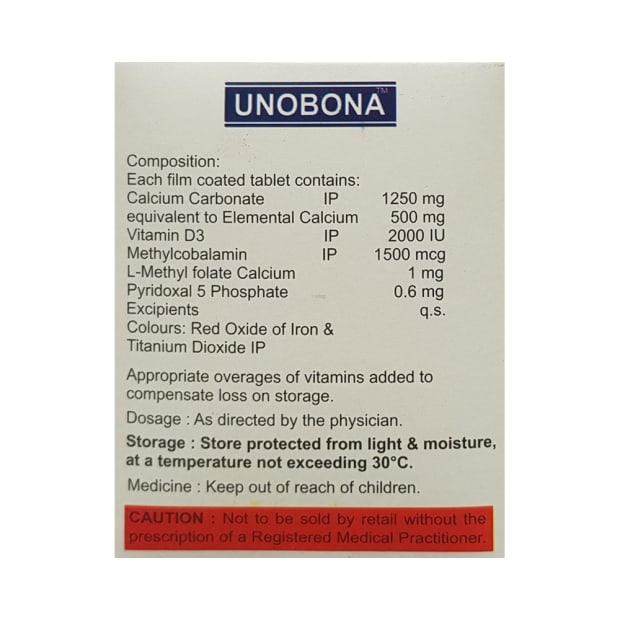 UNOBONA™
Composition:
Each film coated tablet contains:
Calcium Carbonate IP 1250 mg
equivalent to Elemental Calcium 500 mg
Vitamin D3 IP 2000 IU
Methylcobalamin IP 1500 mcg
L-Methyl folate Calcium 1 mg
Pyridoxal 5 Phosphate 0.6 mg
Excipients q.s.
Colours: Red Oxide of Iron &
Titanium Dioxide IP
Appropriate overages of vitamins added to
compensate loss on storage.
Dosage : As directed by the physician.
Storage : Store protected from light & moisture,
at a temperature not exceeding 30°C.
Medicine : Keep out of reach of children.
CAUTION : Not to be sold by retail without the
prescription of a Registered Medical Practitioner.